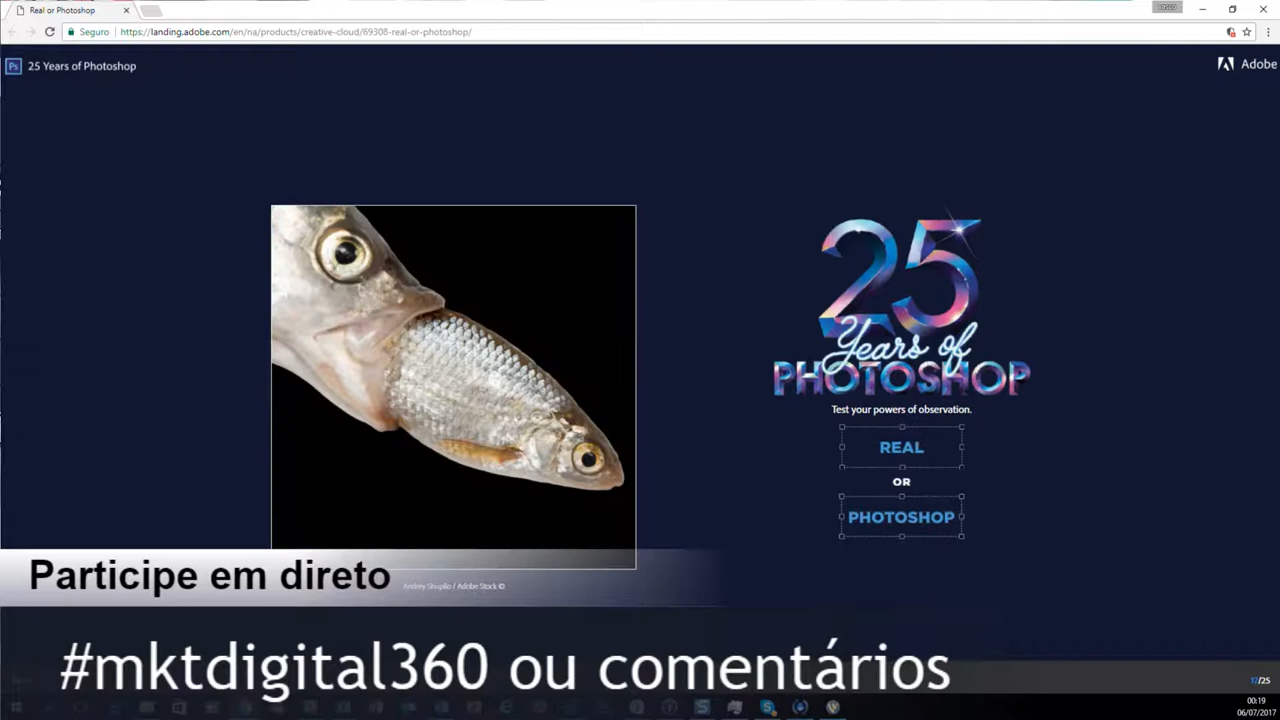 Real or Photoshop
vasco
Seguro
https://landing.adobe.com/en/na/products/creative-cloud/69308-real-or-photoshop/
Ps 25 Years of Photoshop
Adobe
25
Years of
PHOTOSHOP
Test your powers of observation.
REAL
OR
PHOTOSHOP
Participe em direto
Andrey Shupilo / Adobe Stock ©
#mktdigital360 ou comentários
12/25
00:19
06/07/2017